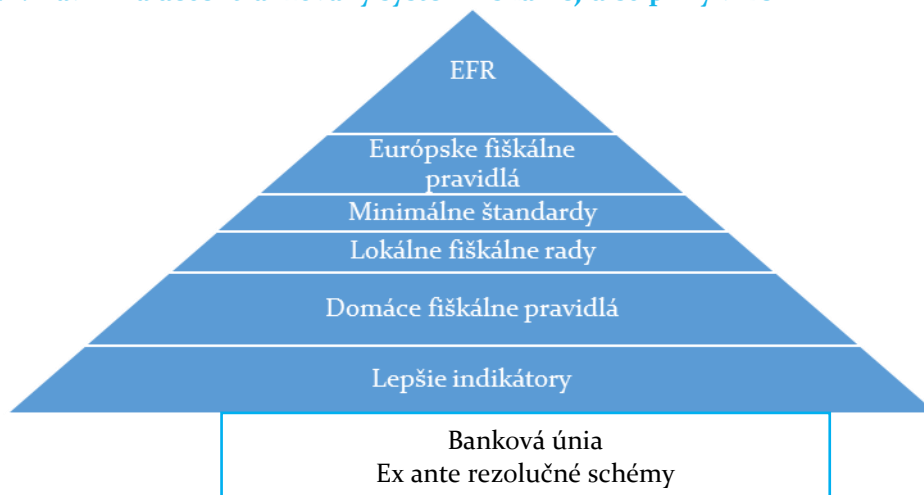 EFR
Európske fiškálne
pravidlá
Minimálne štandardy
Lokálne fiškálne rady
Domáce fiškálne pravidlá
Lepšie indikátory
Banková únia
Ex ante rezolučné schémy